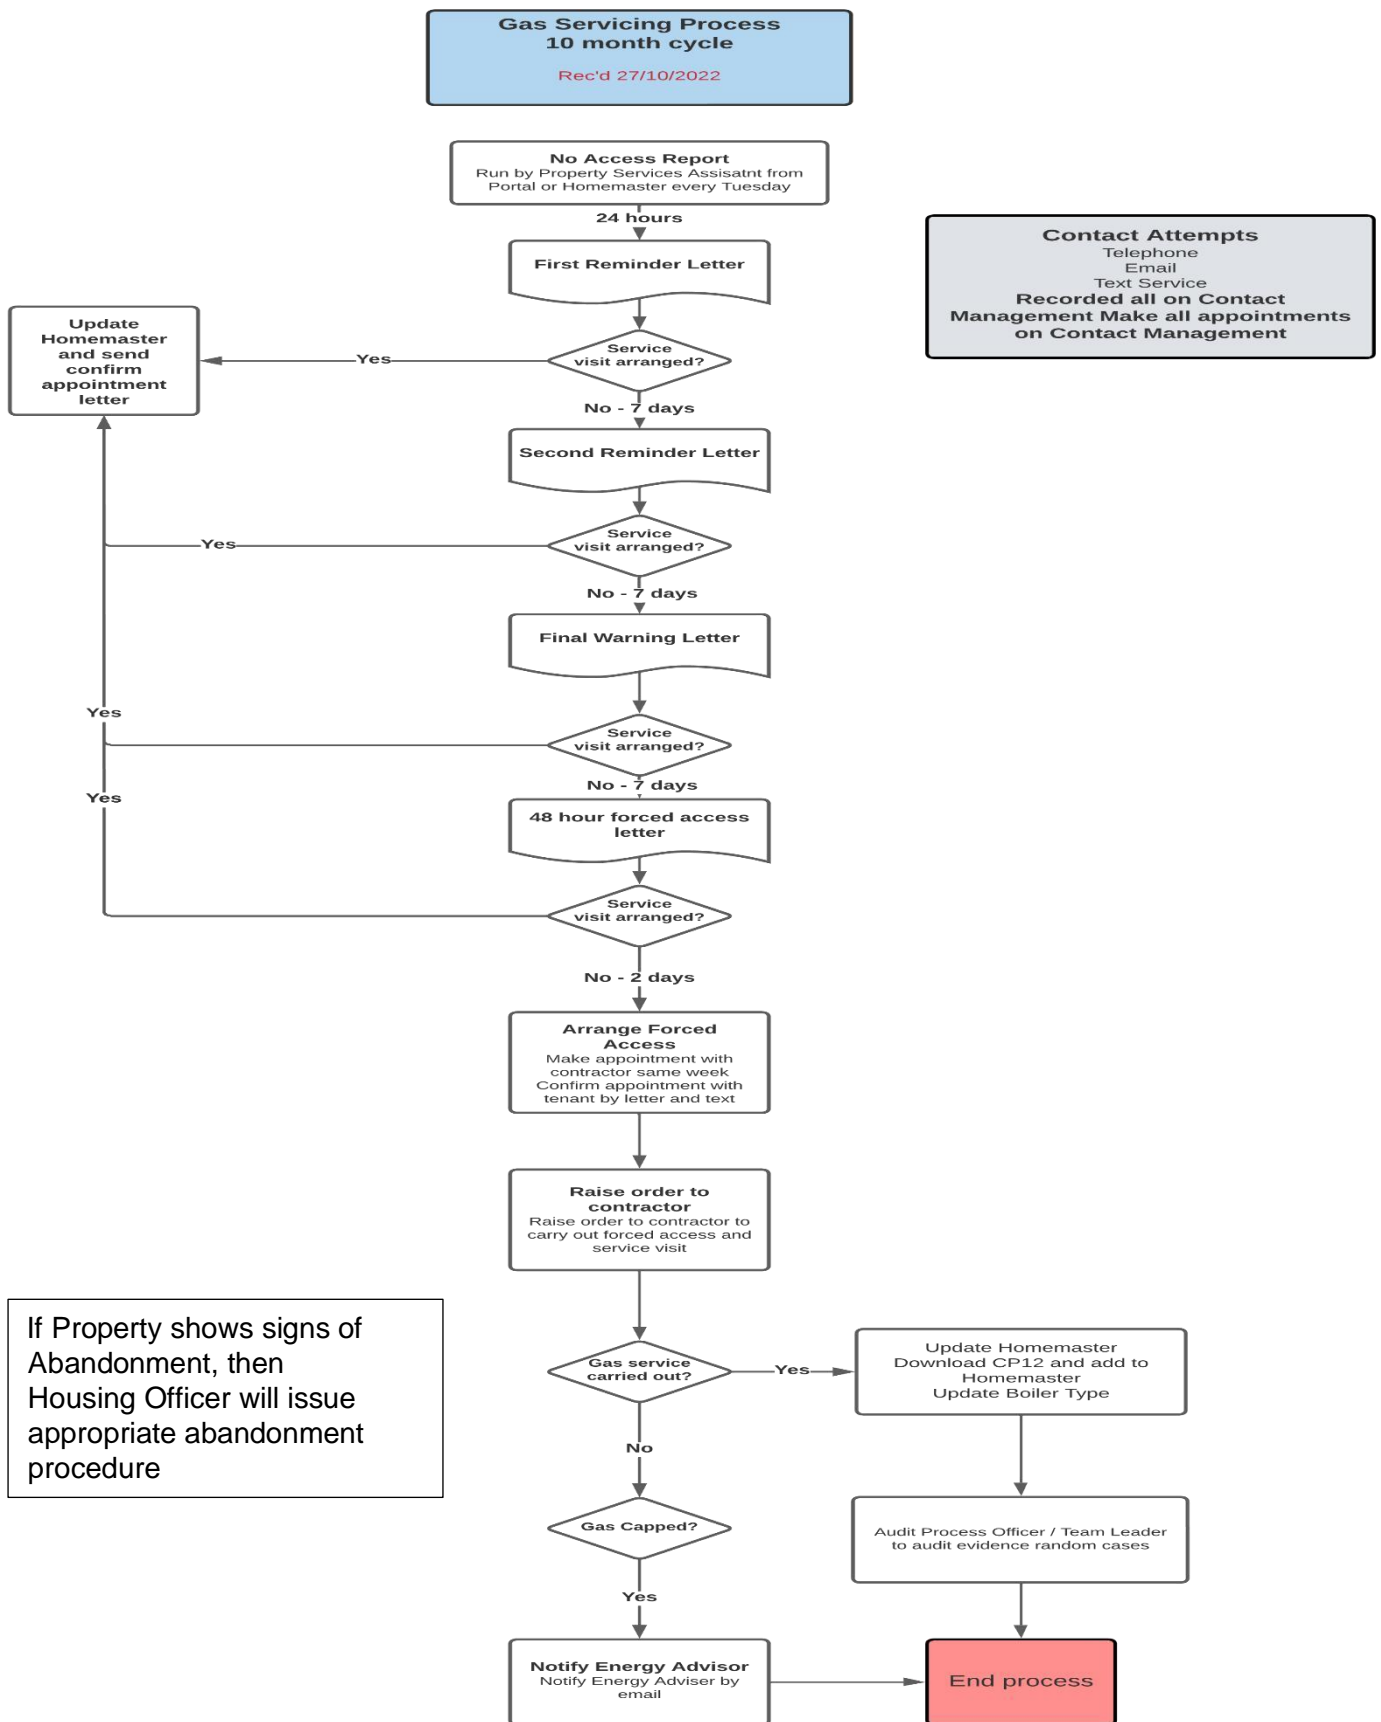 Gas Servicing Process
10 month cycle
Rec'd 27/10/2022
No Access Report
Run by Property Services Assisatnt from
Portal or Homemaster every Tuesday
24 hours
First Reminder Letter
Contact Attempts
Telephone
Email
Text Service
Recorded all on Contact
Management Make all appointments
on Contact Management
Update
Homemaster
and send
confirm
appointment
letter
Yes
Service
visit arranged?
No - 7 days
Second Reminder Letter
Service
visit arranged?
Yes
No - 7 days
Final Warning Letter
Yes
Service
visit arranged?
No - 7 days
Yes
48 hour forced access
letter
Service
visit arranged?
No - 2 days
Arrange Forced
Access
Make appointment with
contractor same week
Confirm appointment with
tenant by letter and text
Raise order to
contractor
Raise order to contractor to
carry out forced access and
service visit
If Property shows signs of
Abandonment, then
Housing Officer will issue
appropriate abandonment
procedure
Gas service
carried out?
Yes
Update Homemaster
Download CP12 and add to
Homemaster
Update Boiler Type
No
Gas Capped?
Audit Process Officer / Team Leader
to audit evidence random cases
Yes
Notify Energy Advisor
Notify Energy Adviser by
email
End process